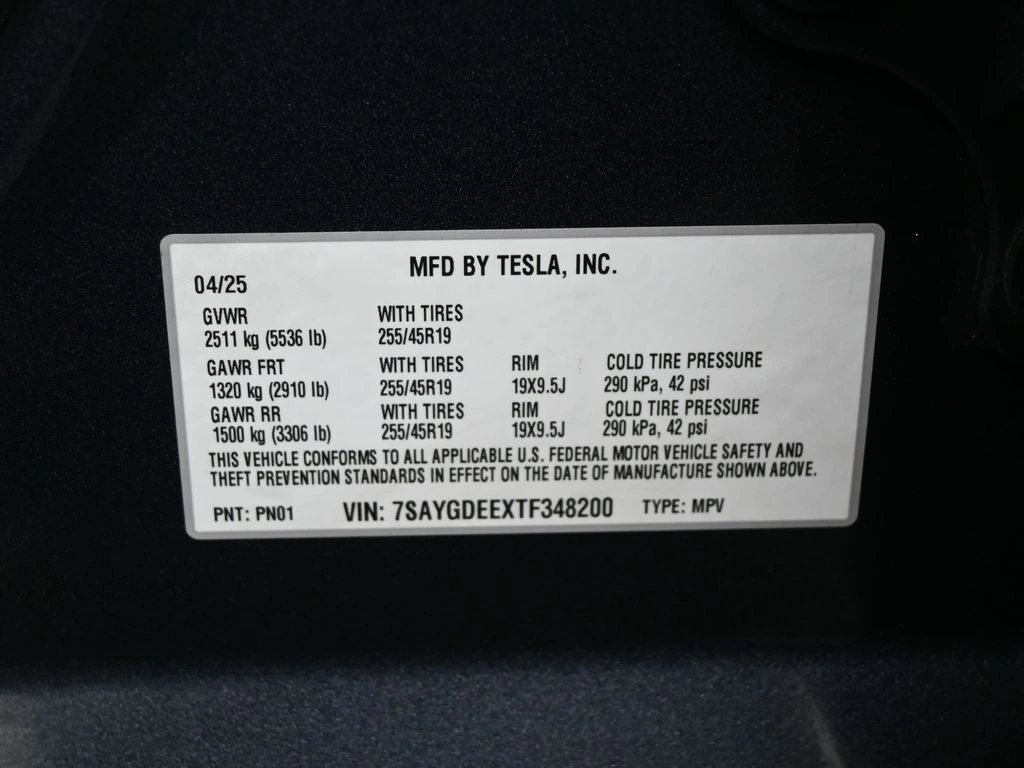 MFD BY TESLA, INC.
04/25
GVWR WITH TIRES
2511 kg (5536 lb) 255/45R19
GAWR FRT WITH TIRES RIM COLD TIRE PRESSURE
1320 kg (2910 lb) 255/45R19 19X9.5J 290 kPa, 42 psi
GAWR RR WITH TIRES RIM COLD TIRE PRESSURE
1500 kg (3306 lb) 255/45R19 19X9.5J 290 kPa, 42 psi
THIS VEHICLE CONFORMS TO ALL APPLICABLE U.S. FEDERAL MOTOR VEHICLE SAFETY AND
THEFT PREVENTION STANDARDS IN EFFECT ON THE DATE OF MANUFACTURE SHOWN ABOVE.
PNT: PN01 VIN: 7SAYGDEEXTF348200 TYPE: MPV